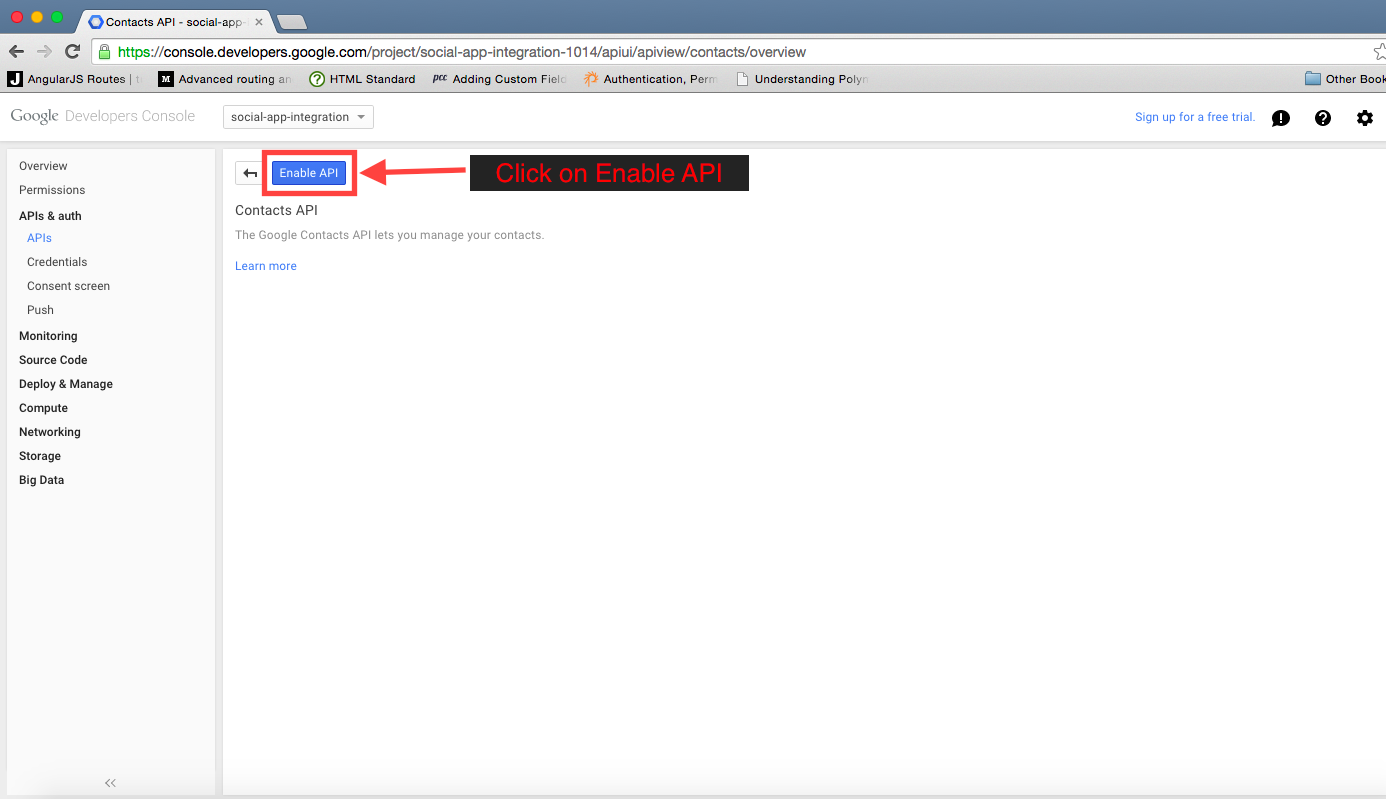 Contacts API - social-app-
https://console.developers.google.com/project/social-app-integration-1014/apiui/apiview/contacts/overview
AngularJS Routes | M Advanced routing an HTML Standard pcc Adding Custom Field Authentication, Perm Understanding Polym Other Book
Google Developers Console social-app-integration Sign up for a free trial.
Overview
Permissions
APIs & auth
APIs
Credentials
Consent screen
Push
Monitoring
Source Code
Deploy & Manage
Compute
Networking
Storage
Big Data
Enable API
Click on Enable API
Contacts API
The Google Contacts API lets you manage your contacts.
Learn more